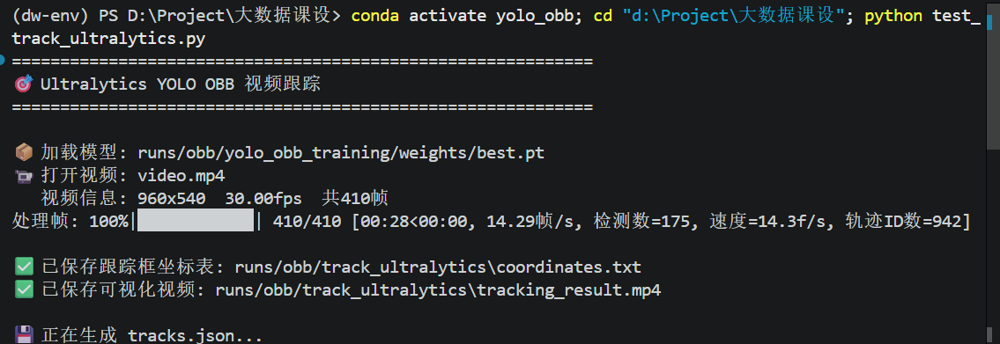 (dw-env) PS D:\Project\大数据课设> conda activate yolo_obb; cd "d:\Project\大数据课设"; python test_
track_ultralytics.py
============================================================
🎯 Ultralytics YOLO OBB 视频跟踪
============================================================
📦 加载模型: runs/obb/yolo_obb_training/weights/best.pt
📹 打开视频: video.mp4
视频信息: 960x540  30.00fps  共410帧
处理帧: 100%|████████████| 410/410 [00:28<00:00, 14.29帧/s, 检测数=175, 速度=14.3f/s, 轨迹ID数=942]
✅ 已保存跟踪框坐标表: runs/obb/track_ultralytics\coordinates.txt
✅ 已保存可视化视频: runs/obb/track_ultralytics\tracking_result.mp4
💾 正在生成 tracks.json...